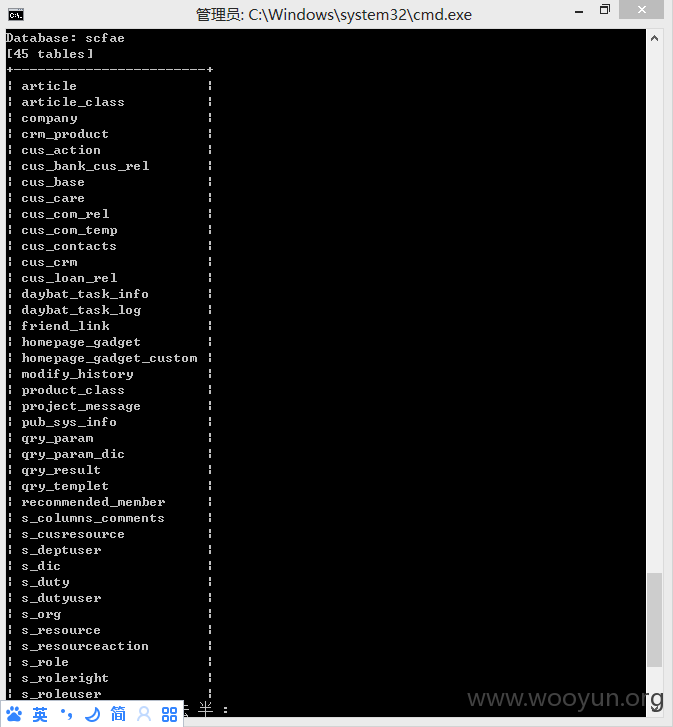 管理员: C:\Windows\system32\cmd.exe
Database: scfae
[45 tables]
+------------------------+
| article |
| article_class |
| company |
| crm_product |
| cus_action |
| cus_bank_cus_rel |
| cus_base |
| cus_care |
| cus_com_rel |
| cus_com_temp |
| cus_contacts |
| cus_crm |
| cus_loan_rel |
| daybat_task_info |
| daybat_task_log |
| friend_link |
| homepage_gadget |
| homepage_gadget_custom |
| modify_history |
| product_class |
| project_message |
| pub_sys_info |
| qry_param |
| qry_param_dic |
| qry_result |
| qry_templet |
| recommended_member |
| s_columns_comments |
| s_cusresource |
| s_deptuser |
| s_dic |
| s_duty |
| s_dutyuser |
| s_org |
| s_resource |
| s_resourceaction |
| s_role |
| s_roleright |
| s_roleuser |
www.wooyun.org
英 简 半 :